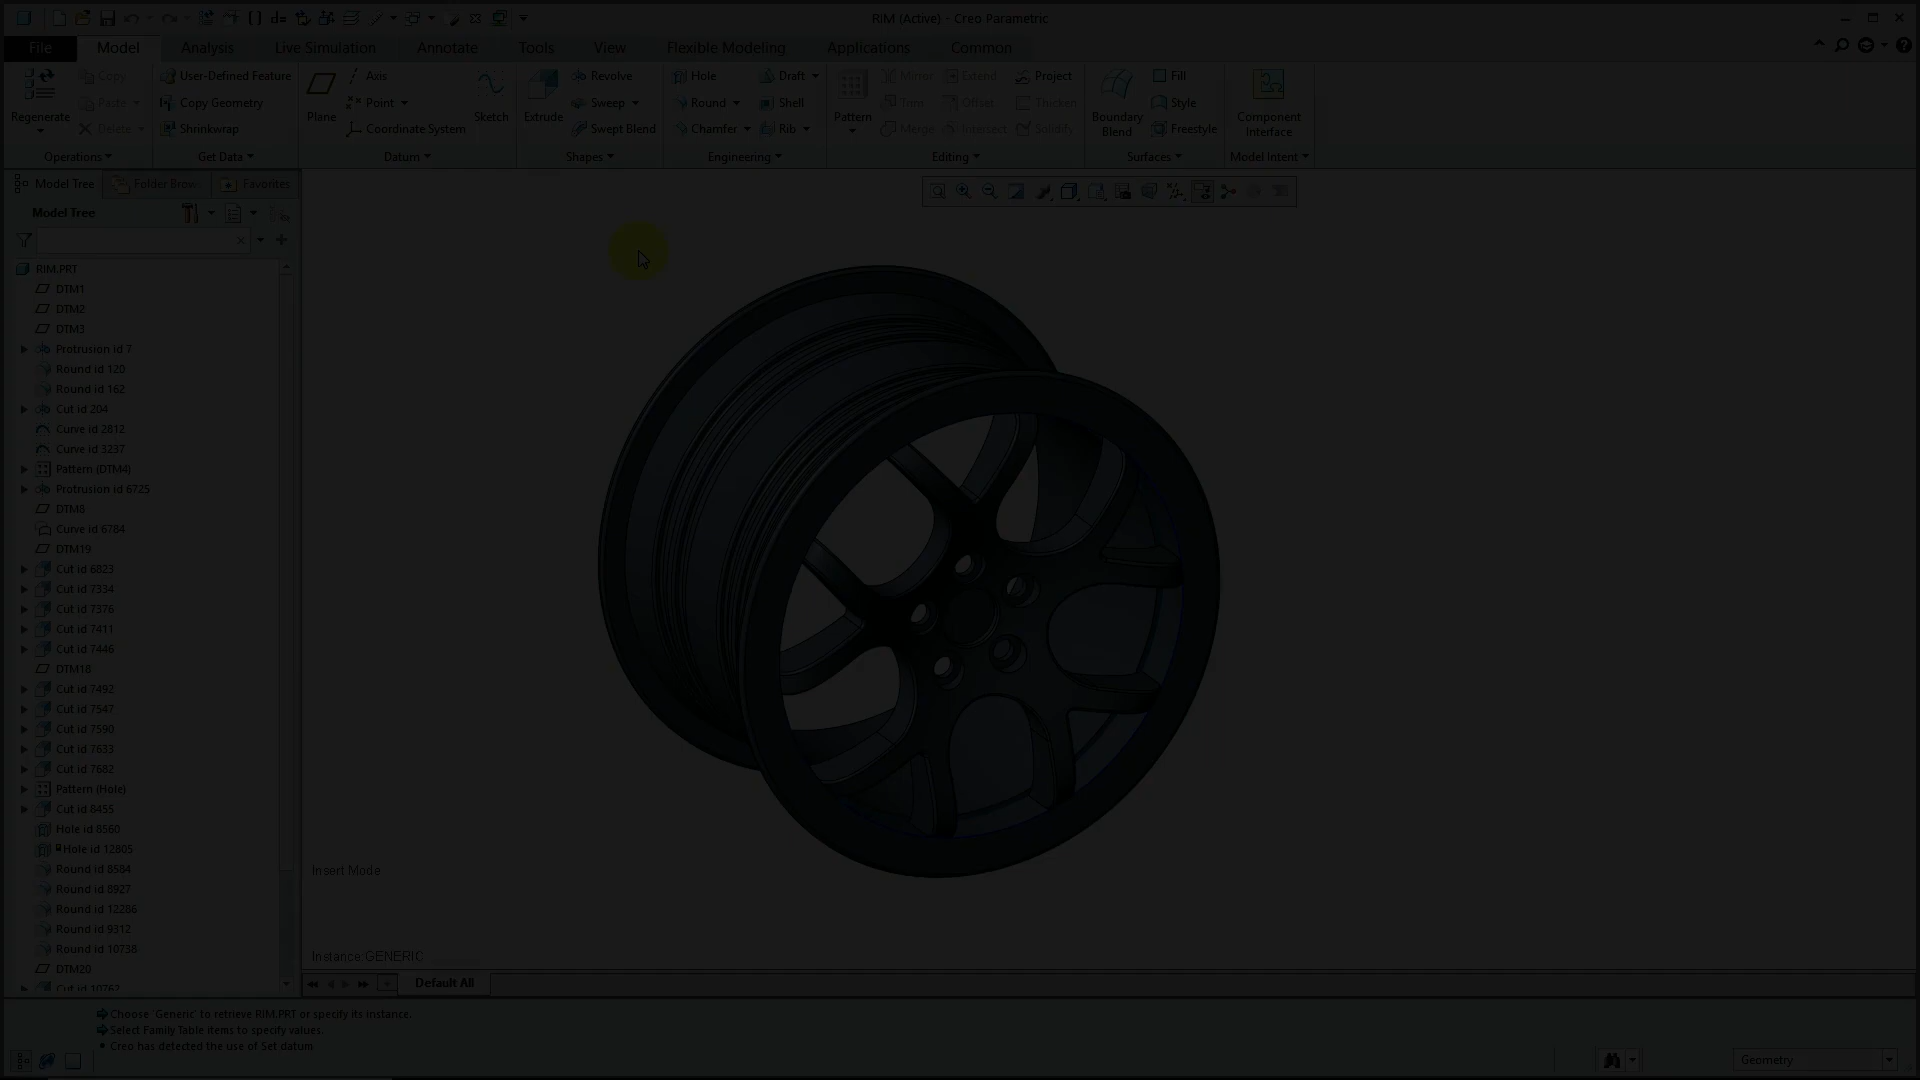 RIM (Active) - Creo Parametric
File Model Analysis Live Simulation Annotate Tools View Flexible Modeling Applications Common
Regenerate
Copy
Paste
Delete
Operations
User-Defined Feature
Copy Geometry
Shrinkwrap
Get Data
Plane
Axis
Point
Coordinate System
Sketch
Datum
Extrude
Revolve
Sweep
Swept Blend
Shapes
Hole
Round
Chamfer
Draft
Shell
Rib
Engineering
Pattern
Mirror
Trim
Merge
Extend
Offset
Intersect
Project
Thicken
Solidify
Editing
Boundary
Blend
Fill
Style
Freestyle
Surfaces
Component
Interface
Model Intent
Model Tree Folder Brow Favorites
Model Tree
RIM.PRT
DTM1
DTM2
DTM3
Protrusion id 7
Round id 120
Round id 162
Cut id 204
Curve id 2812
Curve id 3237
Pattern (DTM4)
Protrusion id 6725
DTM8
Curve id 6784
DTM19
Cut id 6823
Cut id 7334
Cut id 7376
Cut id 7411
Cut id 7446
DTM18
Cut id 7492
Cut id 7547
Cut id 7590
Cut id 7633
Cut id 7682
Pattern (Hole)
Cut id 8455
Hole id 8560
Hole id 12805
Round id 8584
Round id 8927
Round id 12286
Round id 9312
Round id 10738
DTM20
Cut id 10762
Insert Mode
Instance:GENERIC
Default All
Choose 'Generic' to retrieve RIM.PRT or specify its instance.
Select Family Table items to specify values.
• Creo has detected the use of Set datum
Geometry